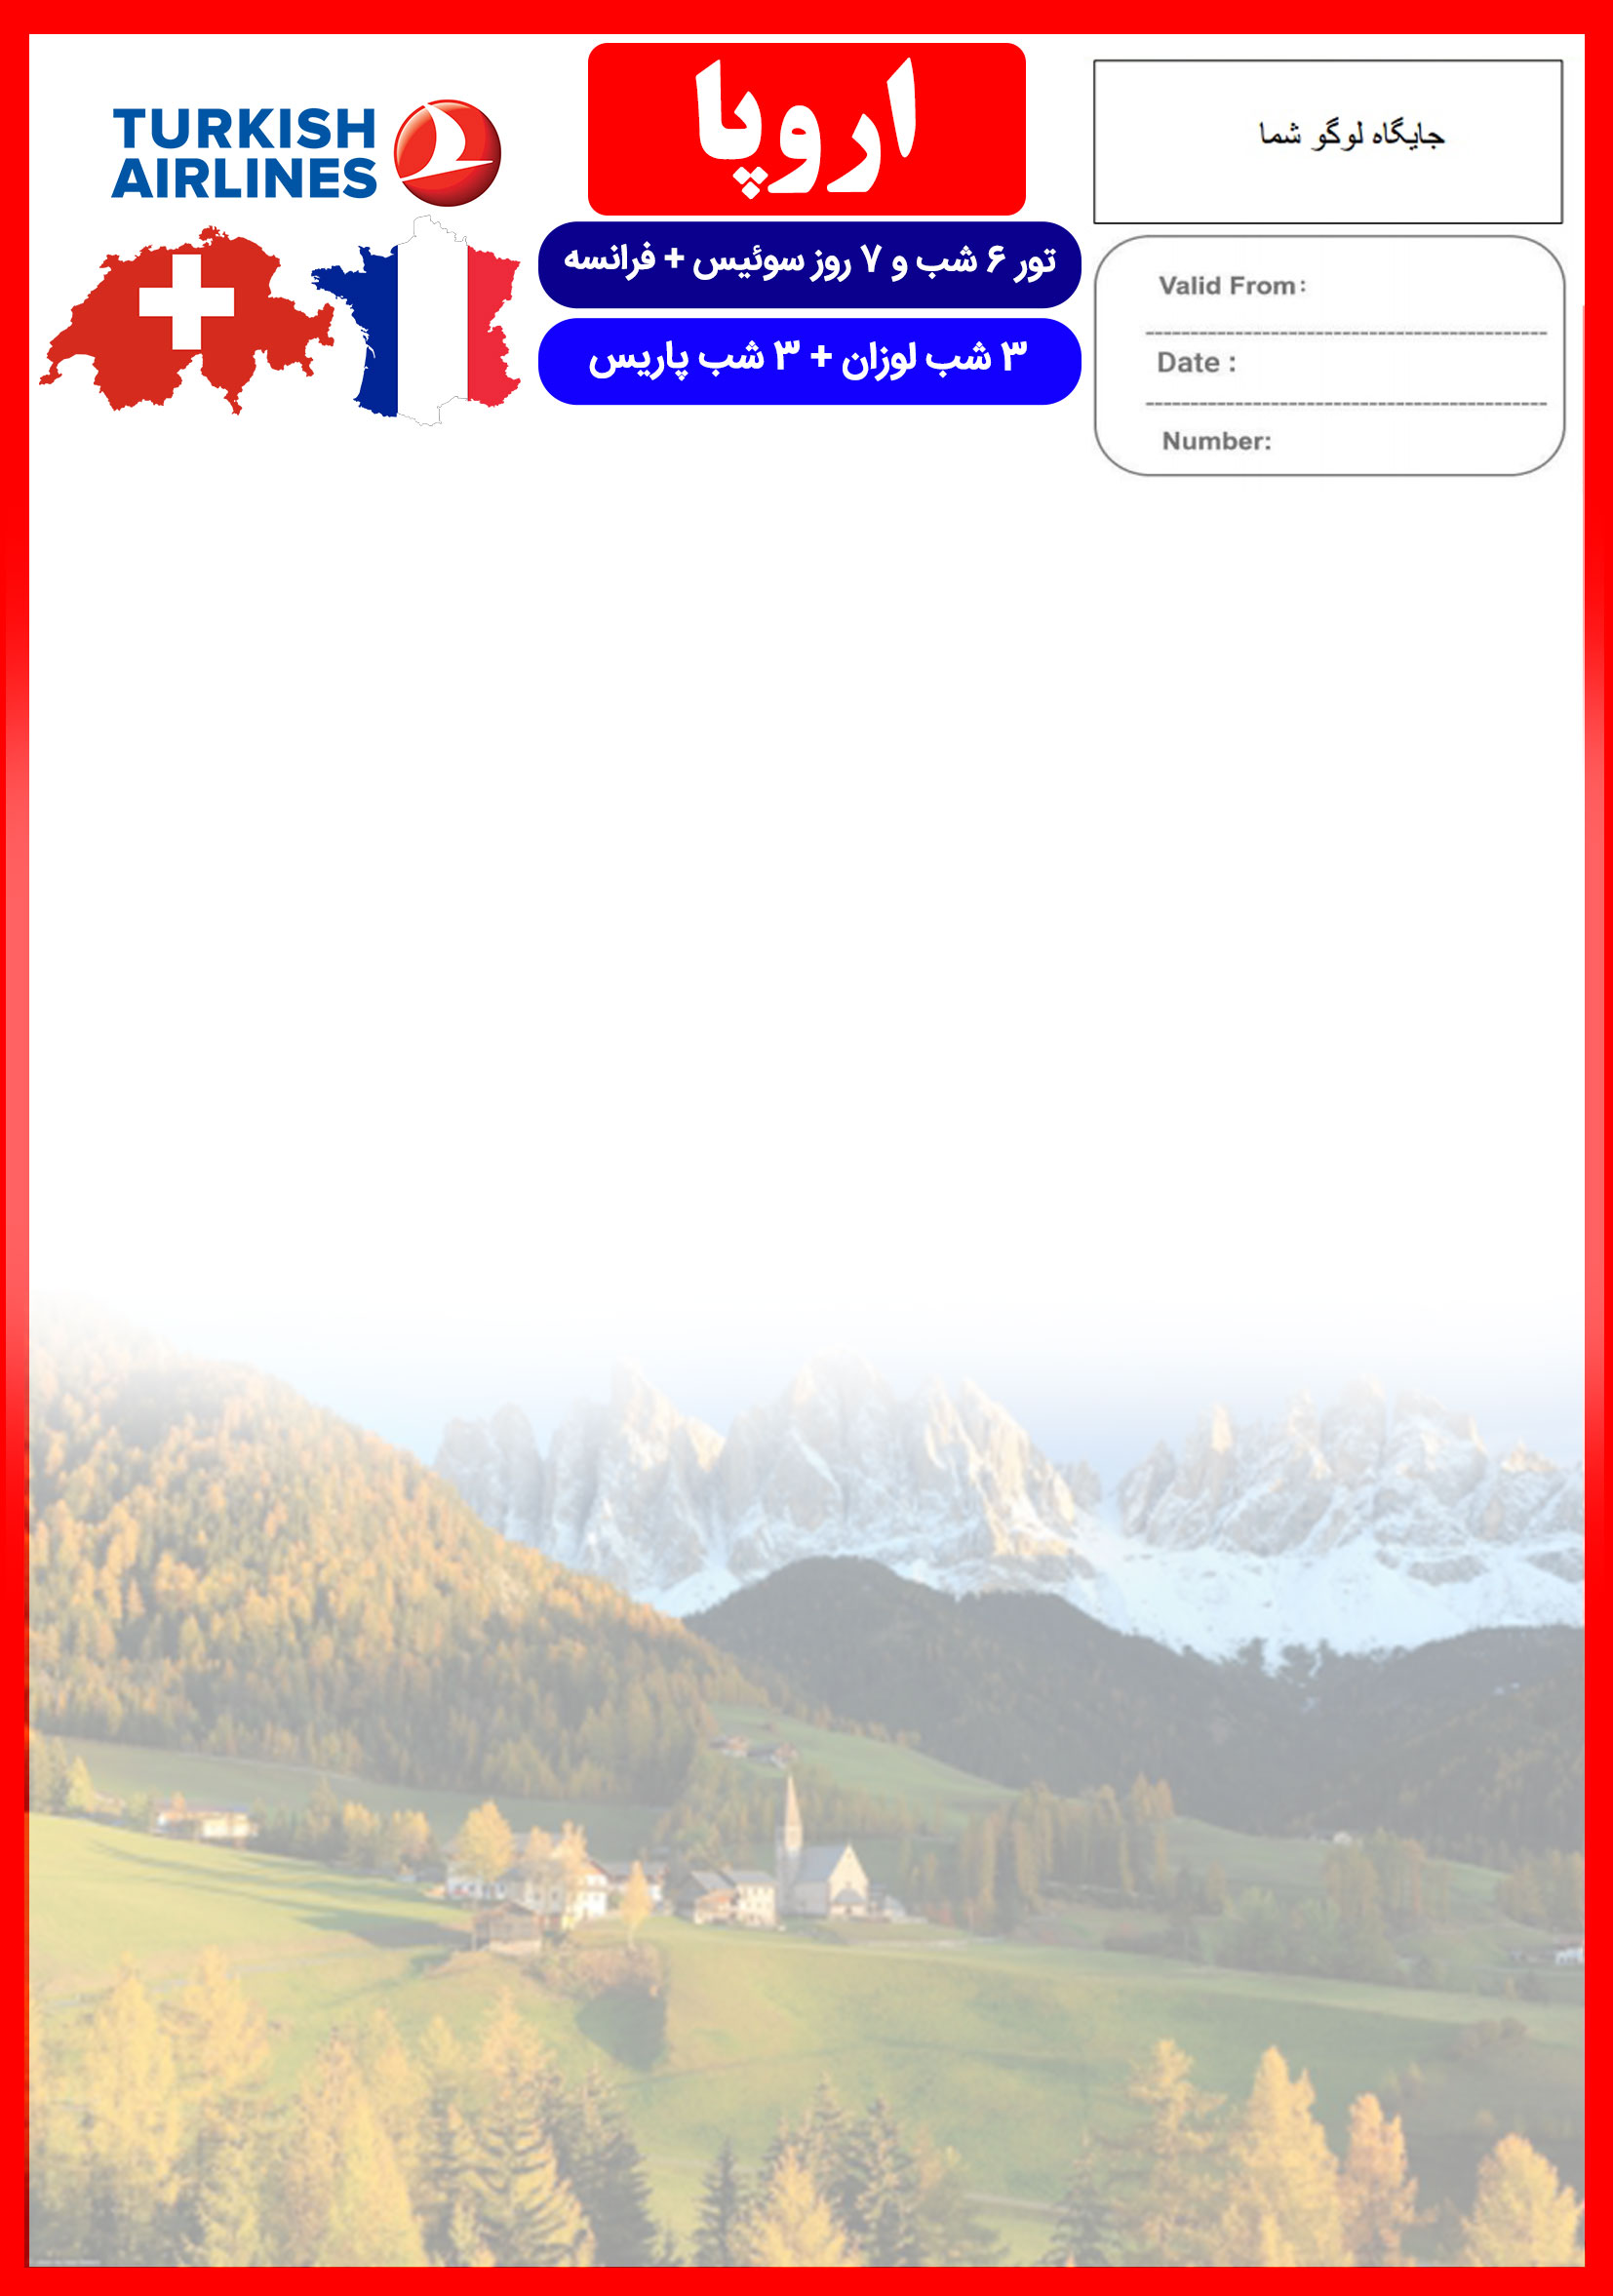 TURKISH
AIRLINES
اروپا
تور ۶ شب و ۷ روز سوئیس + فرانسه
۳ شب لوزان + ۳ شب پاریس
جایگاه لوگو شما
Valid From:
Date :
Number: